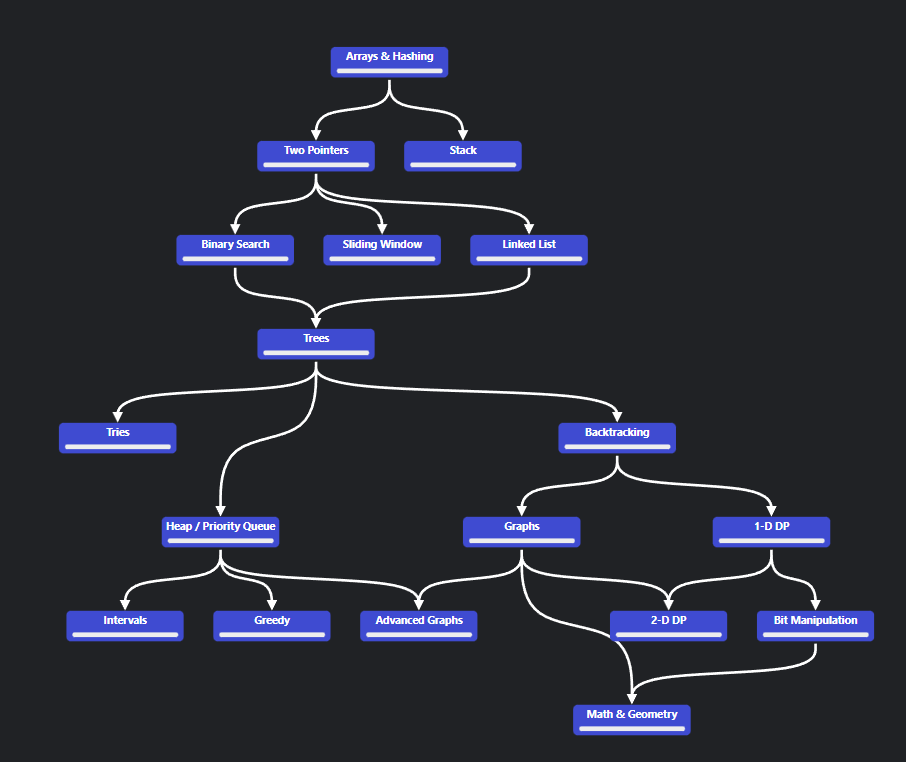 Arrays & Hashing
Two Pointers
Stack
Binary Search
Sliding Window
Linked List
Trees
Tries
Backtracking
Heap / Priority Queue
Graphs
1-D DP
Intervals
Greedy
Advanced Graphs
2-D DP
Bit Manipulation
Math & Geometry